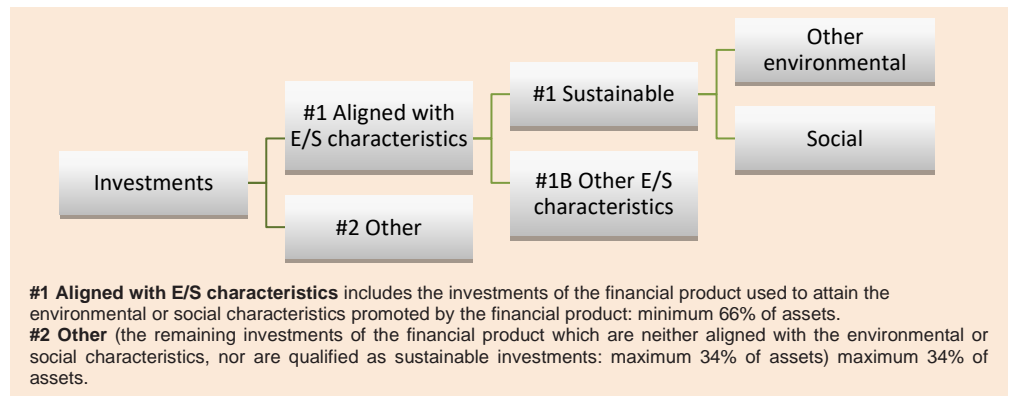 Other
environmental
#1 Sustainable
#1 Aligned with
E/S characteristics
Social
Investments
#1B Other E/S
characteristics
#2 Other
#1 Aligned with E/S characteristics includes the investments of the financial product used to attain the
environmental or social characteristics promoted by the financial product: minimum 66% of assets.
#2 Other (the remaining investments of the financial product which are neither aligned with the environmental or
social characteristics, nor are qualified as sustainable investments: maximum 34% of assets) maximum 34% of
assets.